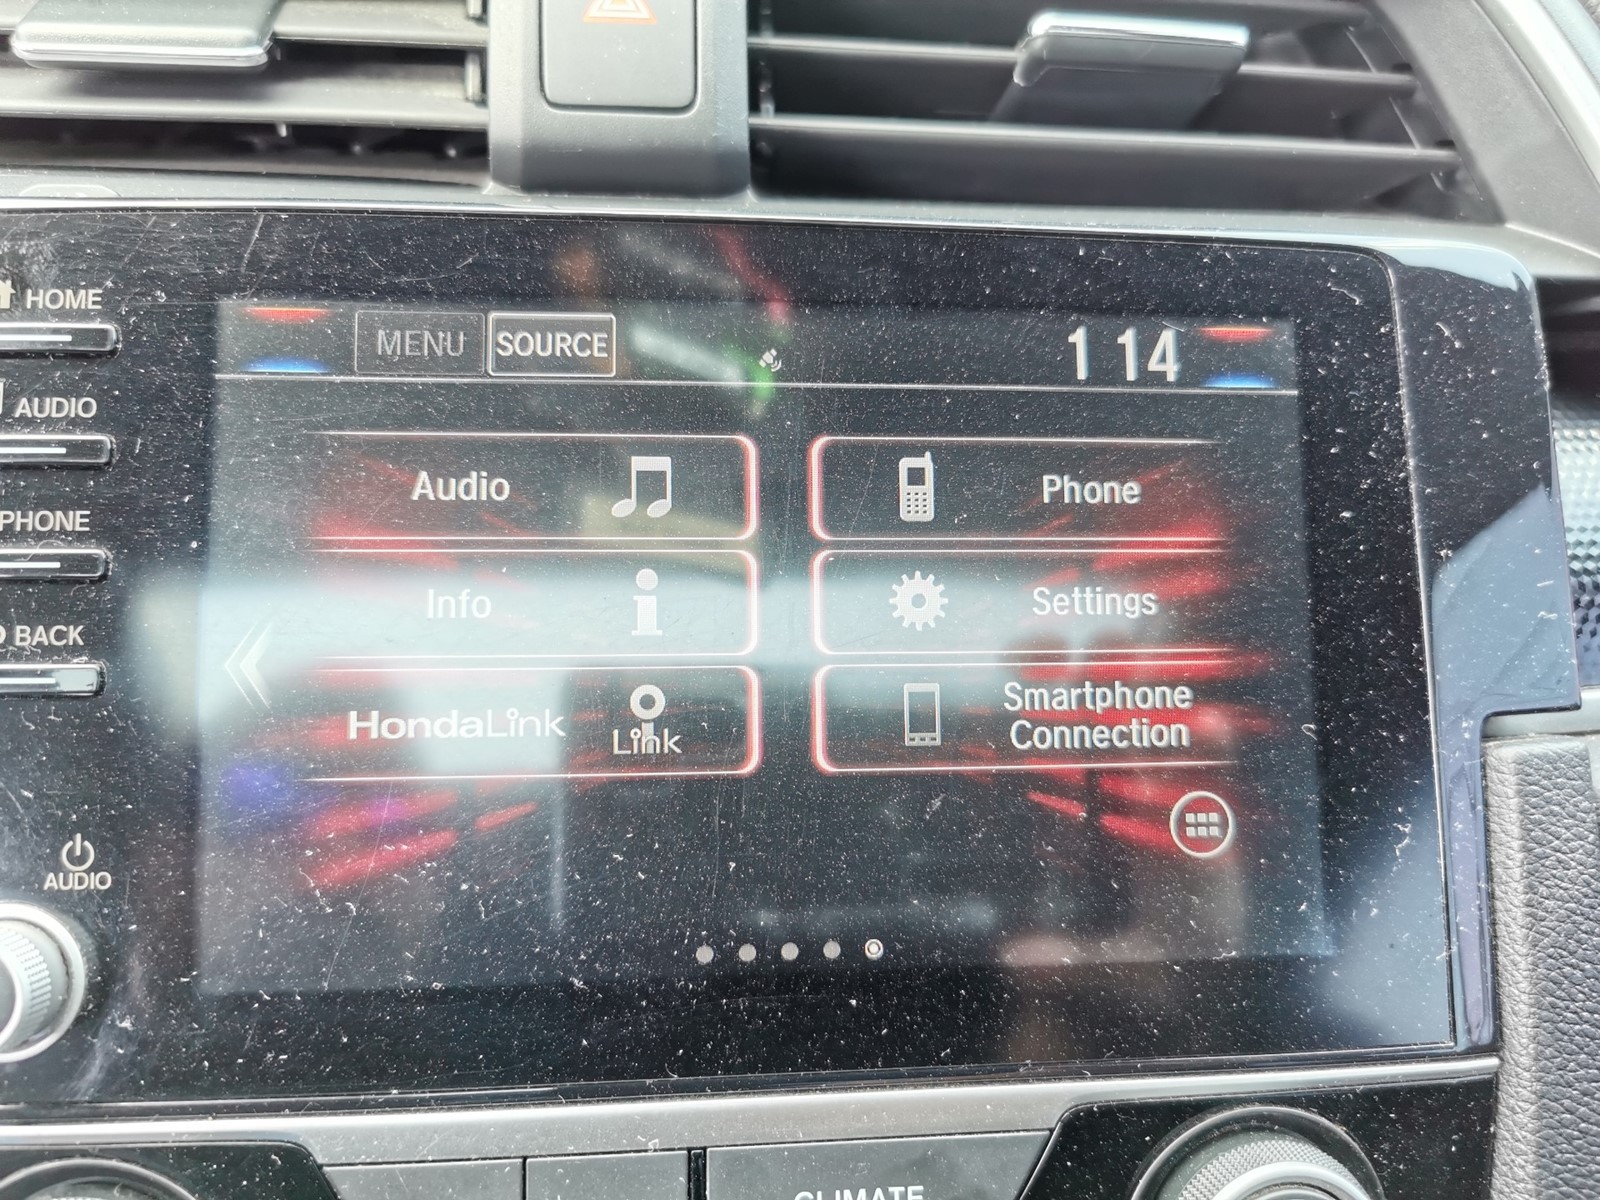 HOME
MENU SOURCE 1 14
AUDIO
Audio Phone
PHONE
Info Settings
BACK
HondaLink Link Smartphone
Connection
AUDIO
CLIMATE